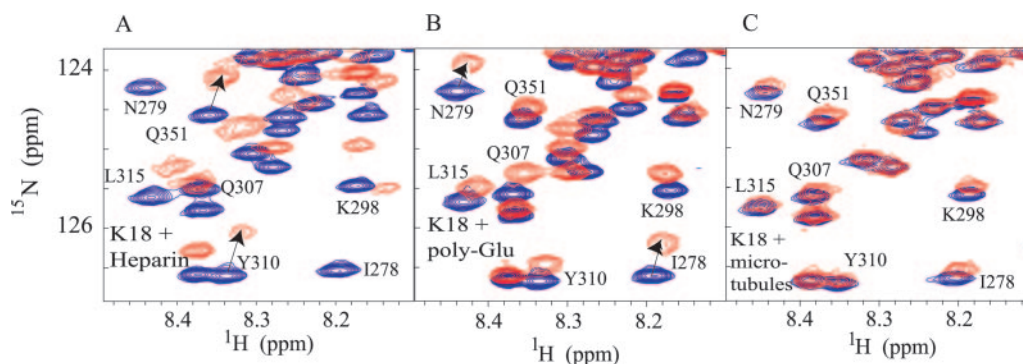 A
B
C
15N (ppm)
124
126
N279
Q351
L315
Q307
K298
K18 +
Heparin
Y310
I278
8.4
8.3
8.2
1H (ppm)
N279
Q351
L315
Q307
K298
K18 +
poly-Glu
Y310
I278
8.4
8.3
8.2
1H (ppm)
N279
Q351
L315
Q307
K298
K18 +
micro-
tubules
Y310
I278
8.4
8.3
8.2
1H (ppm)